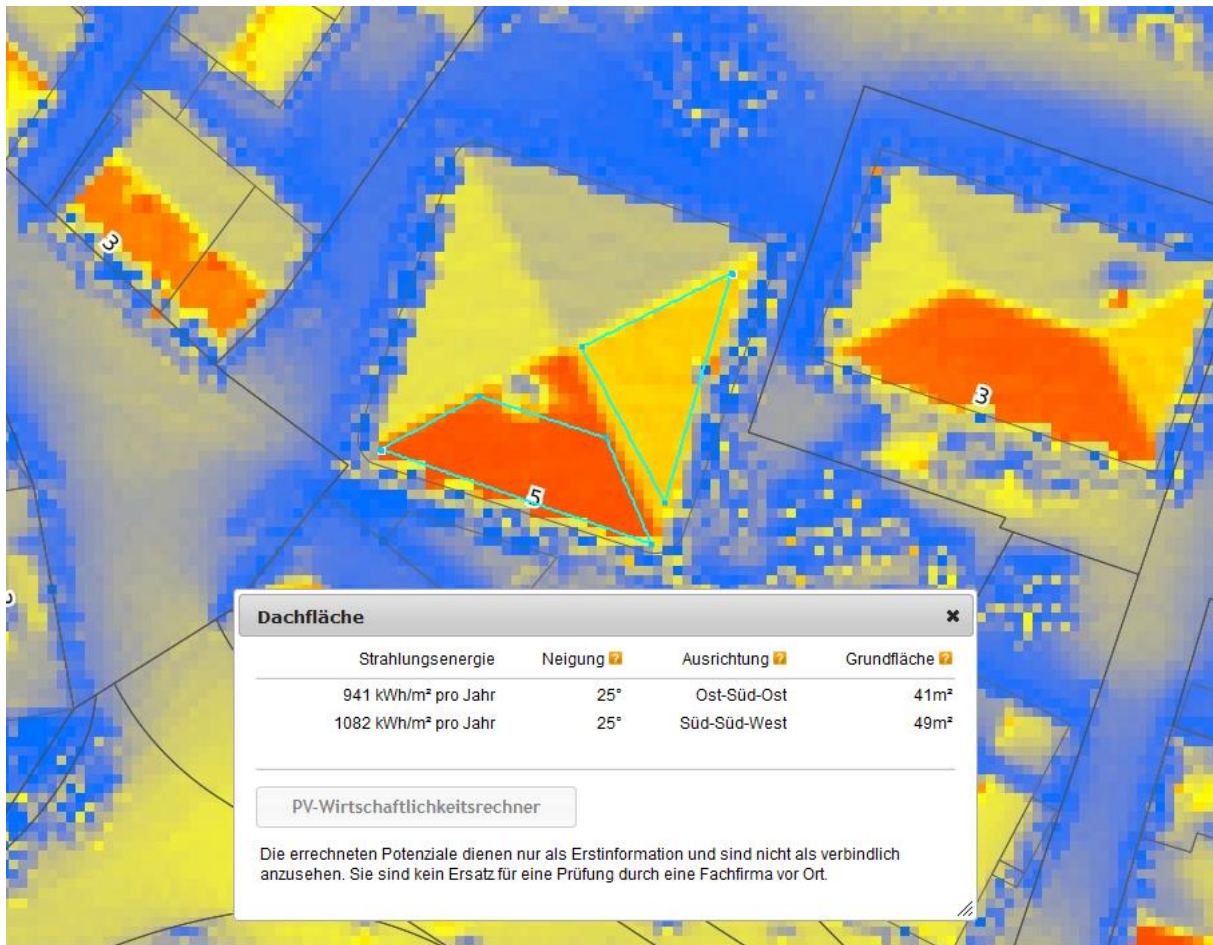 3
3
5
Dachfläche
Strahlungsenergie Neigung Ausrichtung Grundfläche
941 kWh/m² pro Jahr 25° Ost-Süd-Ost 41m²
1082 kWh/m² pro Jahr 25° Süd-Süd-West 49m²
PV-Wirtschaftlichkeitsrechner
Die errechneten Potenziale dienen nur als Erstinformation und sind nicht als verbindlich
anzusehen. Sie sind kein Ersatz für eine Prüfung durch eine Fachfirma vor Ort.